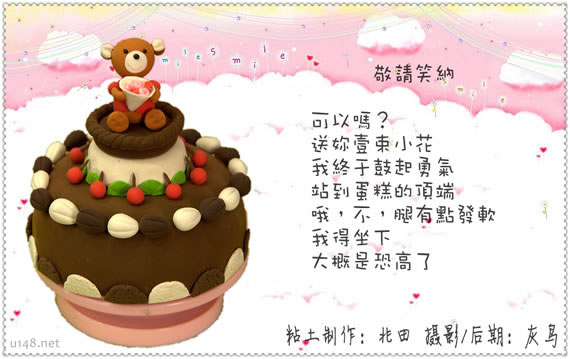 smile
smile
敬請笑納
可以嗎？
送妳壹束小花
我終于鼓起勇氣
站到蛋糕的頂端
哦，不，腿有點發軟
我得坐下
大概是恐高了
粘土制作：北田 攝影/后期：灰鸟
u148.net